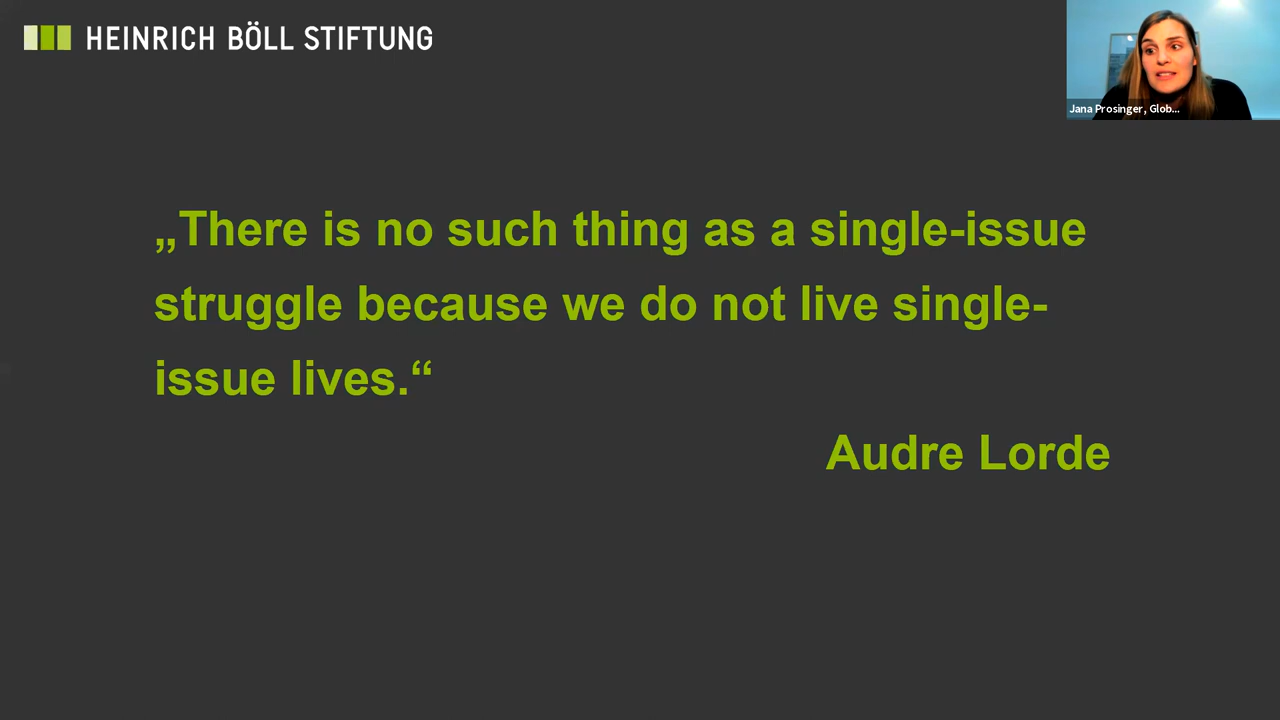 HEINRICH BÖLL STIFTUNG
Jana Prosinger, Glob...
„There is no such thing as a single-issue
struggle because we do not live single-
issue lives.“
Audre Lorde